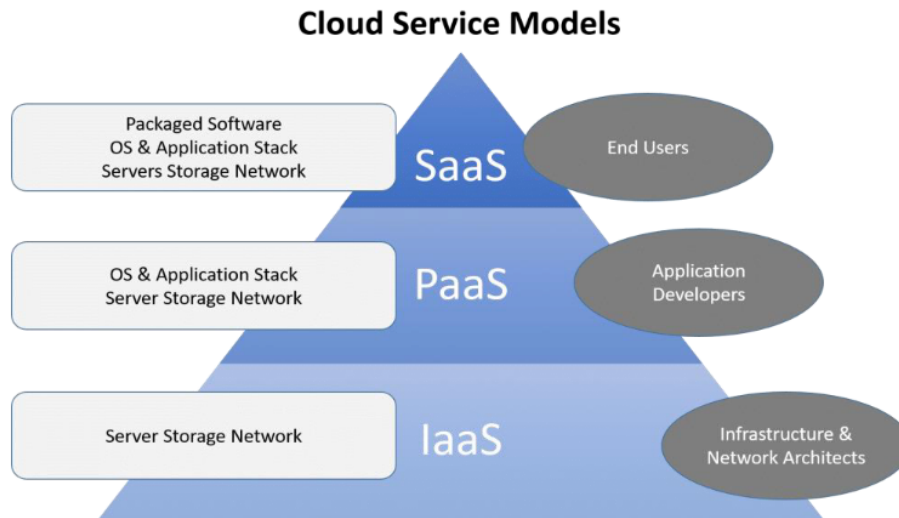 Cloud Service Models
Packaged Software
OS & Application Stack
Servers Storage Network
SaaS
End Users
OS & Application Stack
Server Storage Network
PaaS
Application
Developers
Server Storage Network
IaaS
Infrastructure &
Network Architects